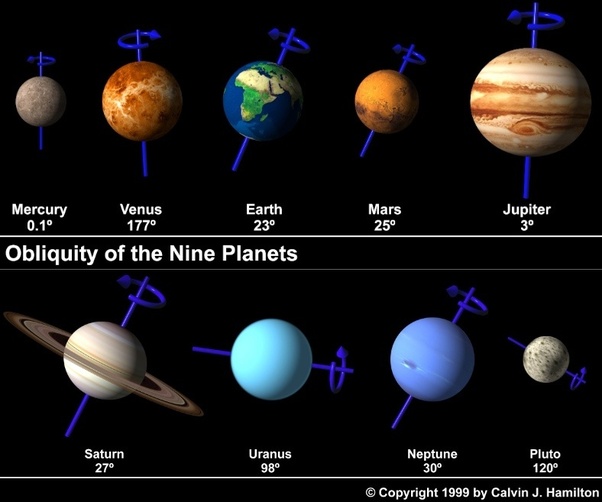 Mercury Venus Earth Mars Jupiter
0.1º 177º 23º 25º 3º
Obliquity of the Nine Planets
Saturn Uranus Neptune Pluto
27º 98º 30º 120º
© Copyright 1999 by Calvin J. Hamilton